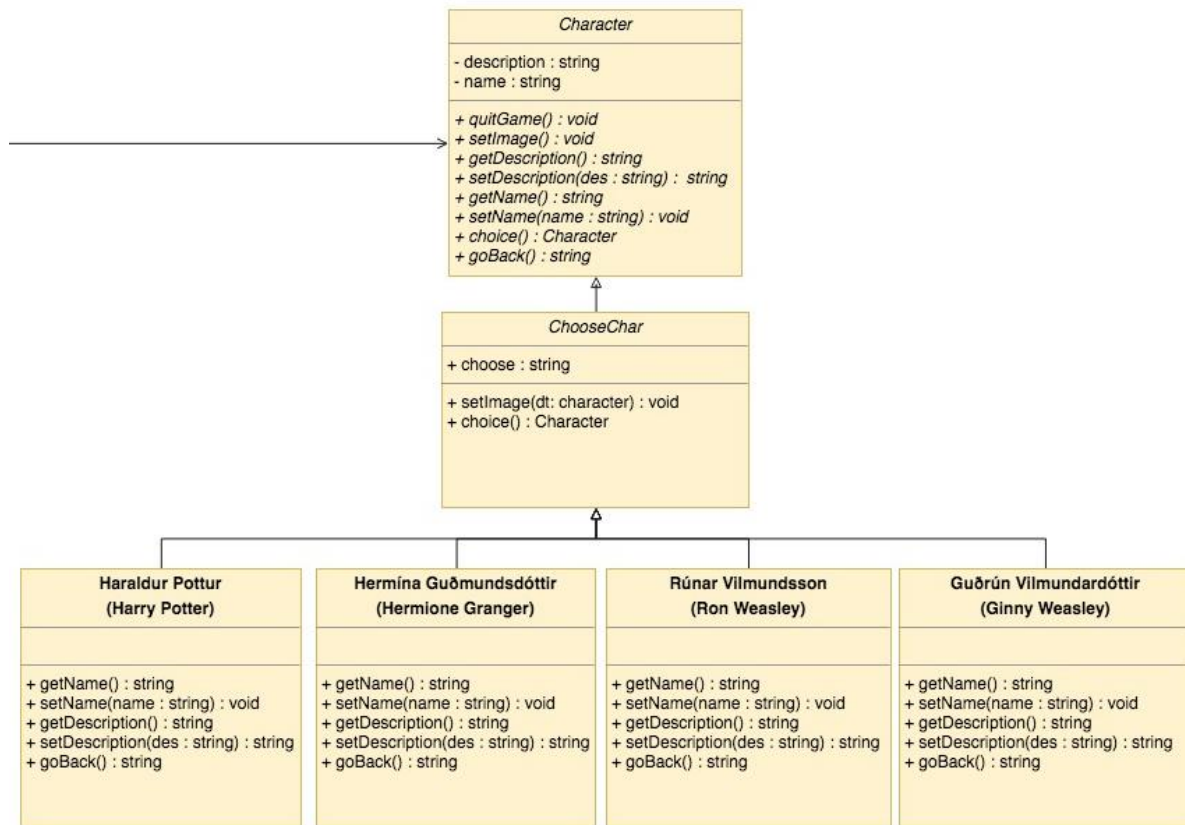 Character
- description : string
- name : string
+ quitGame() : void
+ setImage() : void
+ getDescription() : string
+ setDescription(des : string) :  string
+ getName() : string
+ setName(name : string) : void
+ choice() : Character
+ goBack() : string
ChooseChar
+ choose : string
+ setImage(dt: character) : void
+ choice() : Character
Haraldur Pottur
(Harry Potter)
+ getName() : string
+ setName(name : string) : void
+ getDescription() : string
+ setDescription(des : string) : string
+ goBack() : string
Hermína Guðmundsdóttir
(Hermione Granger)
+ getName() : string
+ setName(name : string) : void
+ getDescription() : string
+ setDescription(des : string) : string
+ goBack() : string
Rúnar Vilmundsson
(Ron Weasley)
+ getName() : string
+ setName(name : string) : void
+ getDescription() : string
+ setDescription(des : string) : string
+ goBack() : string
Guðrún Vilmundardóttir
(Ginny Weasley)
+ getName() : string
+ setName(name : string) : void
+ getDescription() : string
+ setDescription(des : string) : string
+ goBack() : string